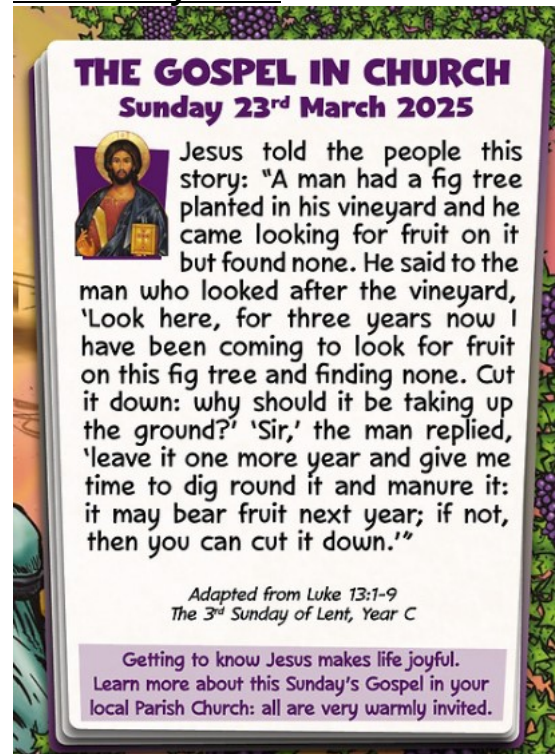 THE GOSPEL IN CHURCH
Sunday 23rd March 2025
Jesus told the people this
story: “A man had a fig tree
planted in his vineyard and he
came looking for fruit on it
but found none. He said to the
man who looked after the vineyard,
‘Look here, for three years now I
have been coming to look for fruit
on this fig tree and finding none. Cut
it down: why should it be taking up
the ground?’ ‘Sir,’ the man replied,
‘leave it one more year and give me
time to dig round it and manure it:
it may bear fruit next year; if not,
then you can cut it down.’”
Adapted from Luke 13:1-9
The 3rd Sunday of Lent, Year C
Getting to know Jesus makes life joyful.
Learn more about this Sunday’s Gospel in your
local Parish Church: all are very warmly invited.